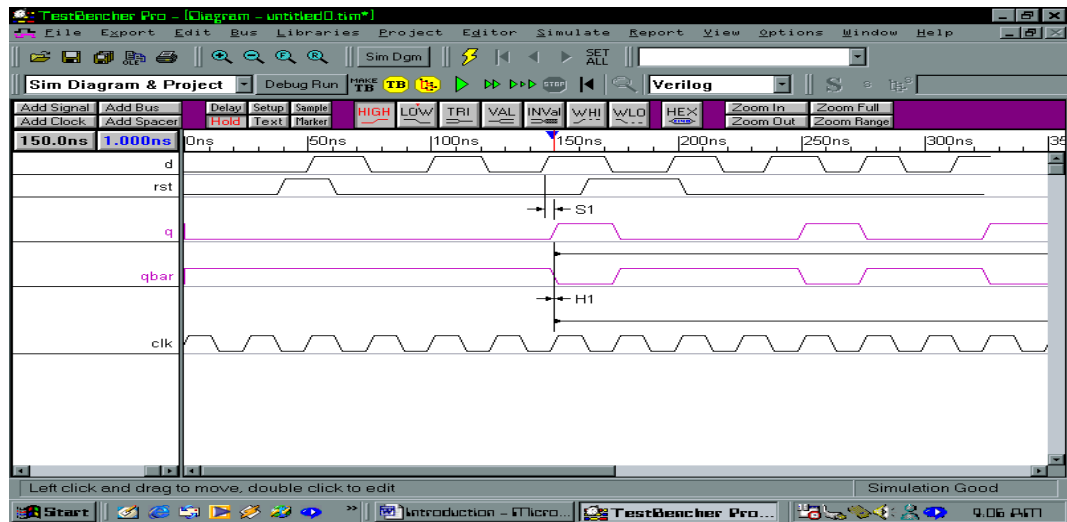 TestBencher Pro - [Diagram - untitled0.tim*]
File Export Edit Bus Libraries Project Editor Simulate Report View Options Window Help
OLE Sim Dgm SET ALL
Sim Diagram & Project Debug Run MAKE TB TB STOP Verilog
Add Signal Add Bus Delay Setup Sample HIGH LOW TRI VAL INVal WHI WLO HEX Zoom In Zoom Full
Add Clock Add Spacer Hold Text Marker Zoom Out Zoom Range
150.0ns 1.000ns 0ns 50ns 100ns 150ns 200ns 250ns 300ns 35
d
rst
S1
q
qbar
H1
clk
Left click and drag to move, double click to edit Simulation Good
Start » Introduction - Micro... TestBencher Pro... 9:06 AM